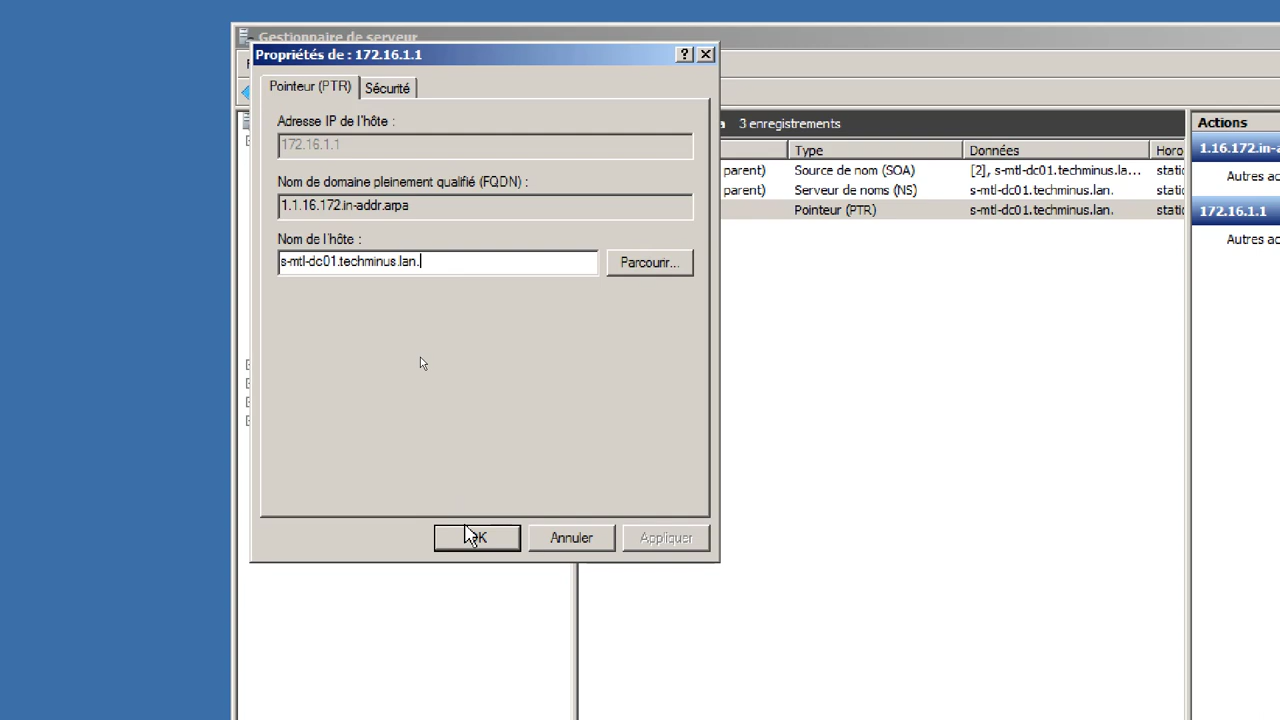 Gestionnaire de serveur
Propriétés de : 172.16.1.1
Pointeur (PTR)
Sécurité
Adresse IP de l'hôte :
172.16.1.1
Nom de domaine pleinement qualifié (FQDN) :
1.1.16.172.in-addr.arpa
Nom de l'hôte :
s-mtl-dc01.techminus.lan.
Parcourir...
OK
Annuler
Appliquer
a 3 enregistrements
Type
Données
Horo
parent)
Source de nom (SOA)
[2], s-mtl-dc01.techminus.la...
static
parent)
Serveur de noms (NS)
s-mtl-dc01.techminus.lan.
static
Pointeur (PTR)
s-mtl-dc01.techminus.lan.
static
Actions
1.16.172.in-a
Autres ac
172.16.1.1
Autres ac